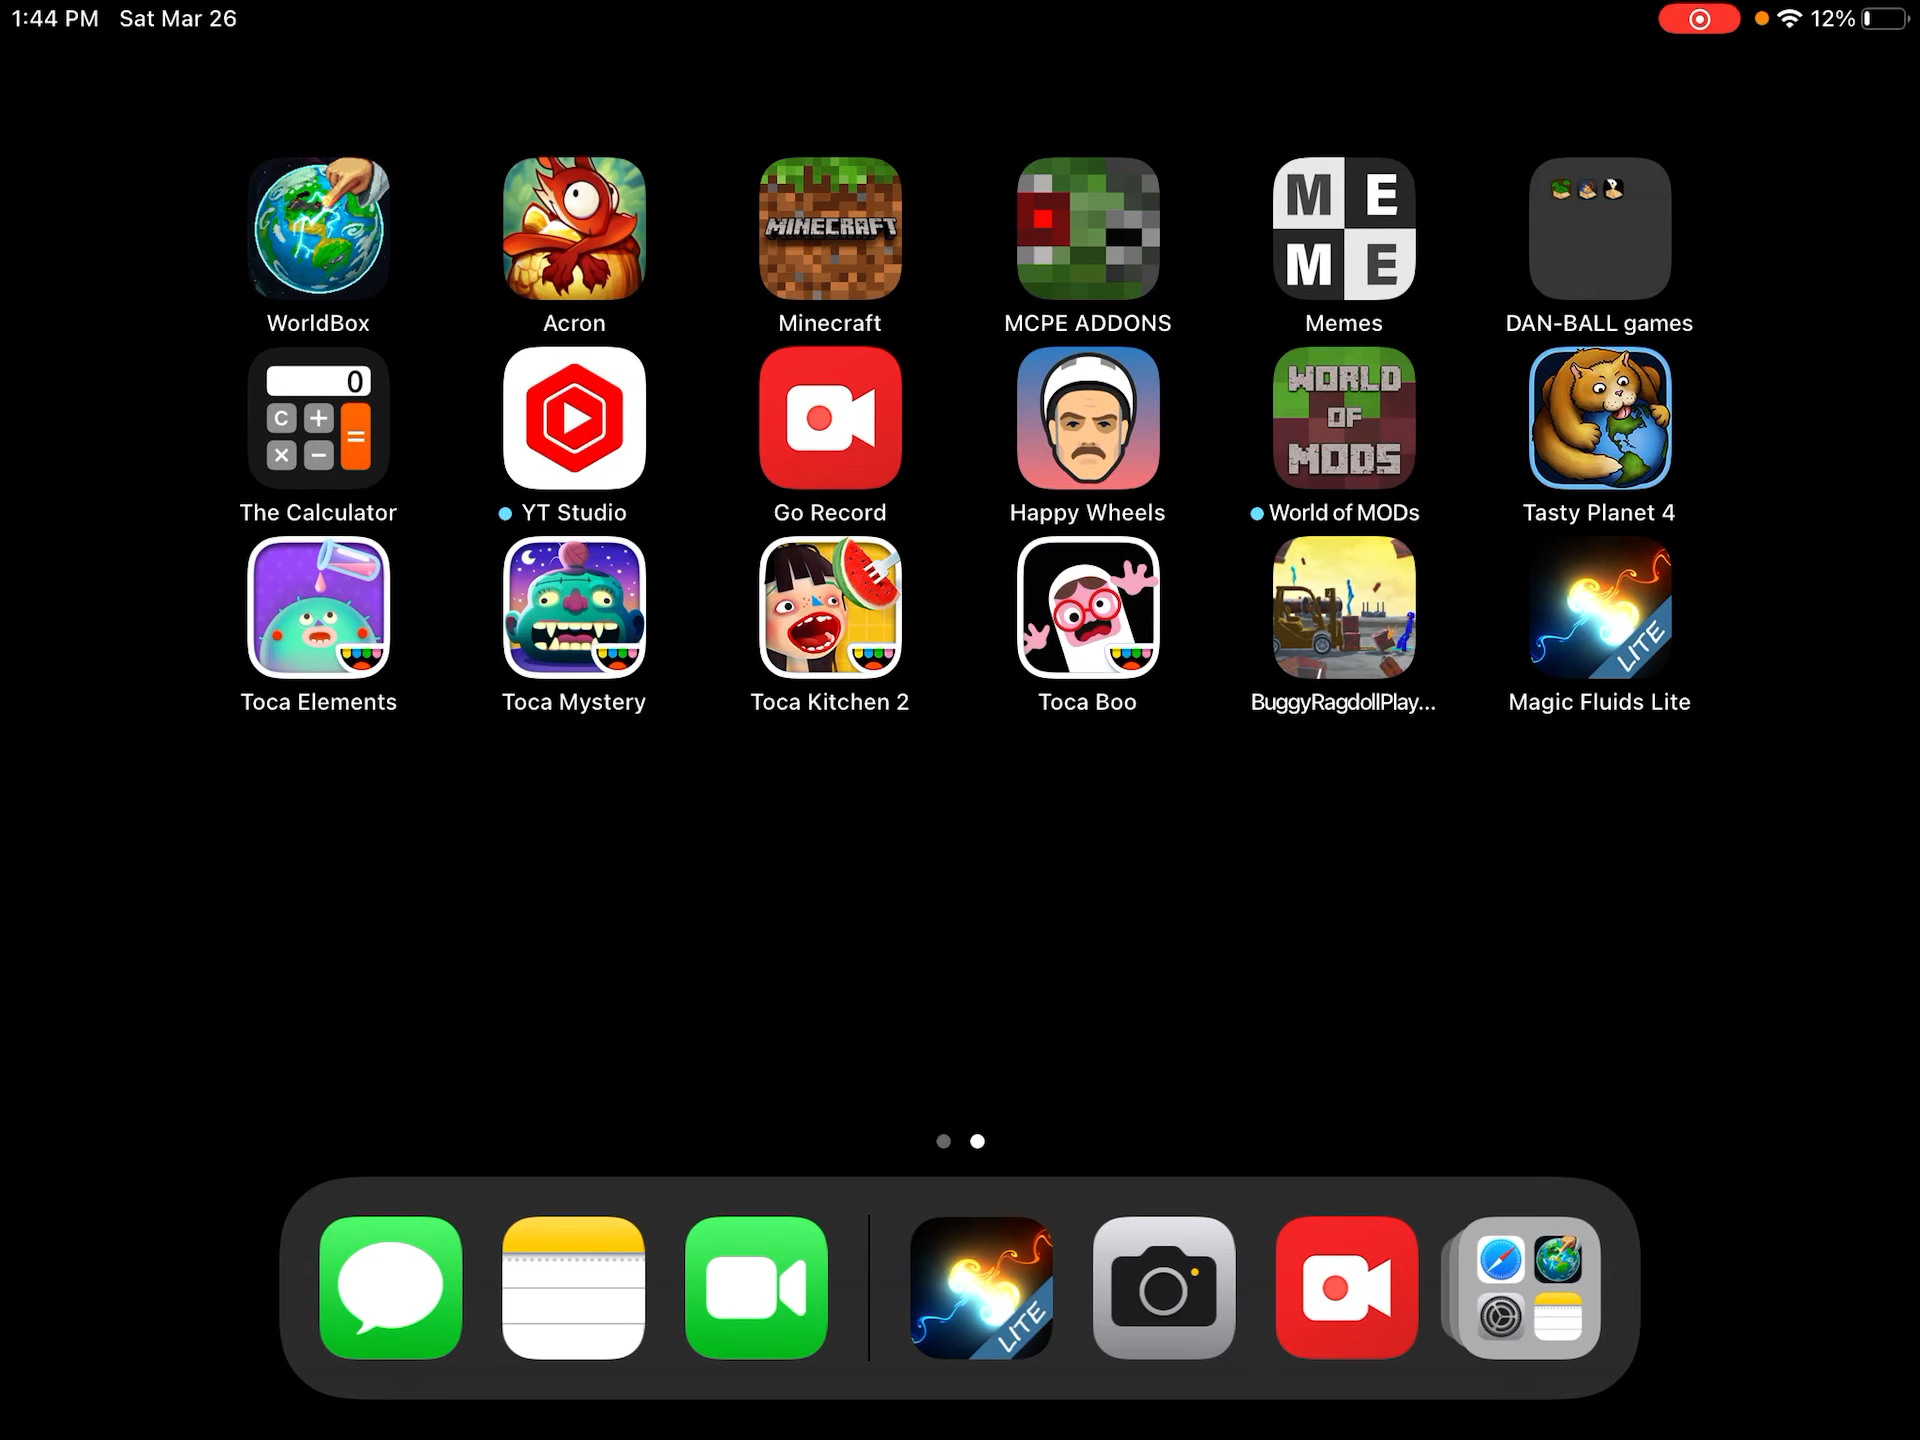 1:44 PM Sat Mar 26 12%
MINECRAFT
M E
M E
WorldBox Acron Minecraft MCPE ADDONS Memes DAN-BALL games
0
C +
=
× −
WORLD
OF
MODS
The Calculator YT Studio Go Record Happy Wheels World of MODs Tasty Planet 4
LITE
Toca Elements Toca Mystery Toca Kitchen 2 Toca Boo BuggyRagdollPlay... Magic Fluids Lite
LITE